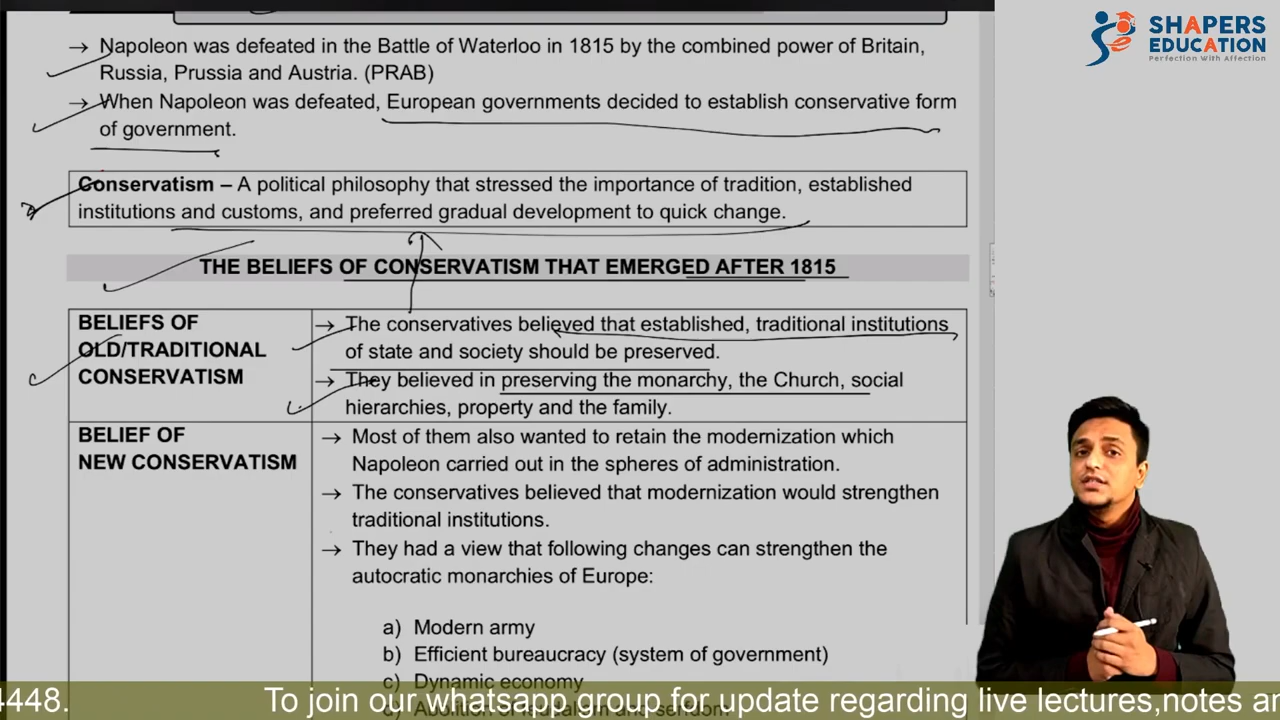 SHAPERS
EDUCATION
Perfection With Affection
→ Napoleon was defeated in the Battle of Waterloo in 1815 by the combined power of Britain,
Russia, Prussia and Austria. (PRAB)
→ When Napoleon was defeated, European governments decided to establish conservative form
of government.
Conservatism – A political philosophy that stressed the importance of tradition, established
institutions and customs, and preferred gradual development to quick change.
THE BELIEFS OF CONSERVATISM THAT EMERGED AFTER 1815
BELIEFS OF
OLD/TRADITIONAL
CONSERVATISM
→ The conservatives believed that established, traditional institutions
of state and society should be preserved.
→ They believed in preserving the monarchy, the Church, social
hierarchies, property and the family.
BELIEF OF
NEW CONSERVATISM
→ Most of them also wanted to retain the modernization which
Napoleon carried out in the spheres of administration.
→ The conservatives believed that modernization would strengthen
traditional institutions.
→ They had a view that following changes can strengthen the
autocratic monarchies of Europe:
a) Modern army
b) Efficient bureaucracy (system of government)
c) Dynamic economy
d) Abolition of feudalism and serfdom
4448. To join our whatsapp group for update regarding live lectures,notes an